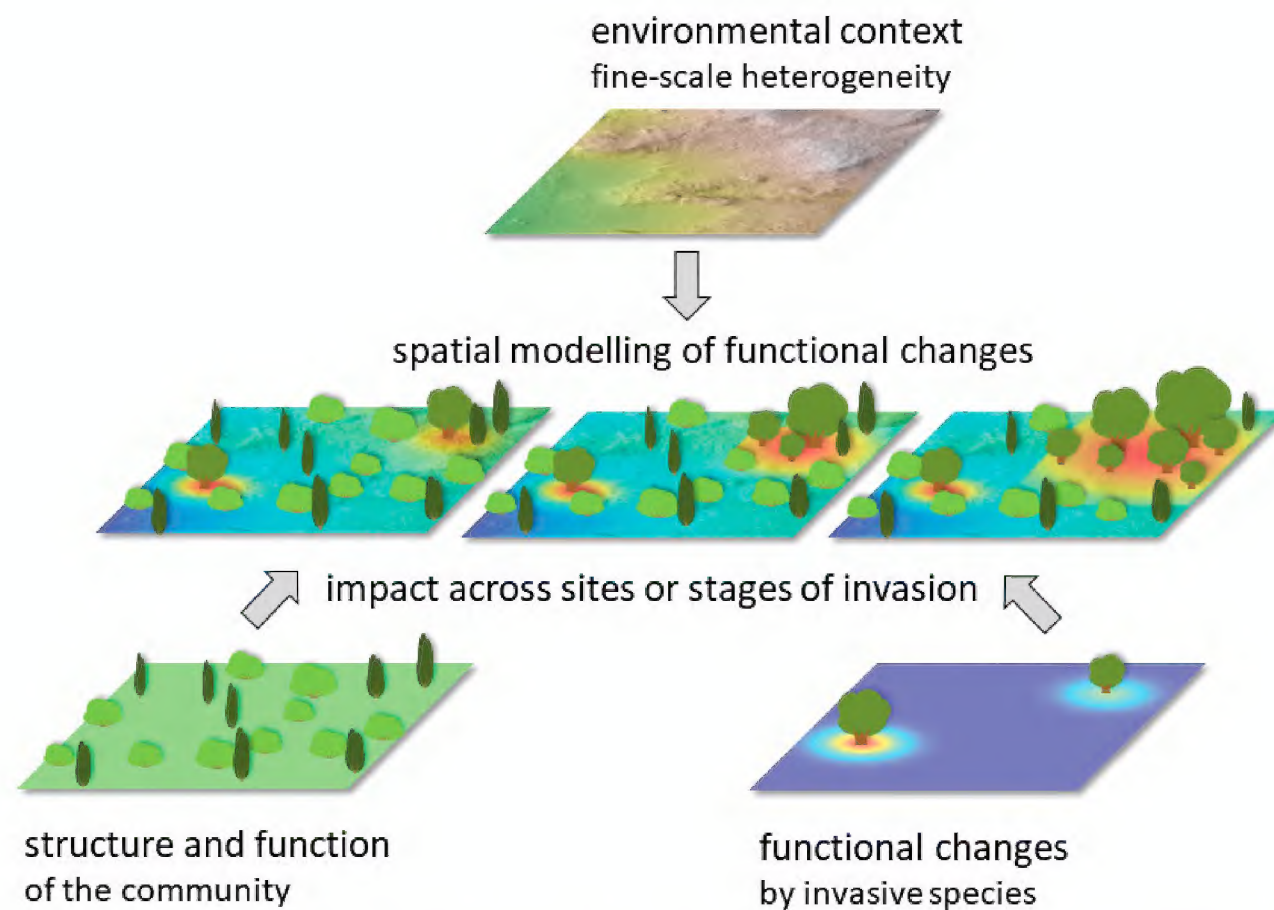 environmental context
fine-scale heterogeneity
spatial modelling of functional changes
impact across sites or stages of invasion
structure and function
of the community
functional changes
by invasive species